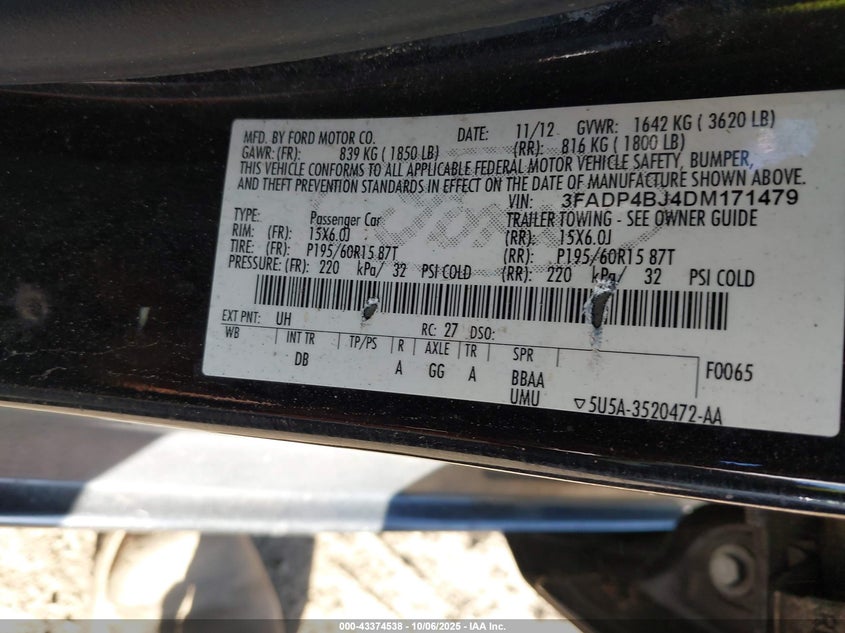 MFD. BY FORD MOTOR CO. DATE: 11/12 GVWR: 1642 KG ( 3620 LB)
GAWR: (FR): 839 KG ( 1850 LB) (RR): 816 KG ( 1800 LB)
THIS VEHICLE CONFORMS TO ALL APPLICABLE FEDERAL MOTOR VEHICLE SAFETY, BUMPER,
AND THEFT PREVENTION STANDARDS IN EFFECT ON THE DATE OF MANUFACTURE SHOWN ABOVE.
VIN: 3FADP4BJ4DM171479
TYPE: Passenger Car TRAILER TOWING - SEE OWNER GUIDE
RIM: (FR): 15X6.0J (RR): 15X6.0J
TIRE: (FR): P195/60R15 87T (RR): P195/60R15 87T
PRESSURE: (FR): 220 kPa/ 32 PSI COLD (RR): 220 kPa/ 32 PSI COLD
EXT PNT: UH RC: 27 DSO:
WB INT TR TP/PS R AXLE TR SPR
DB A GG A BBAA F0065
UMU ▽5U5A-3520472-AA
000-43374538 - 10/06/2025 - IAA Inc.